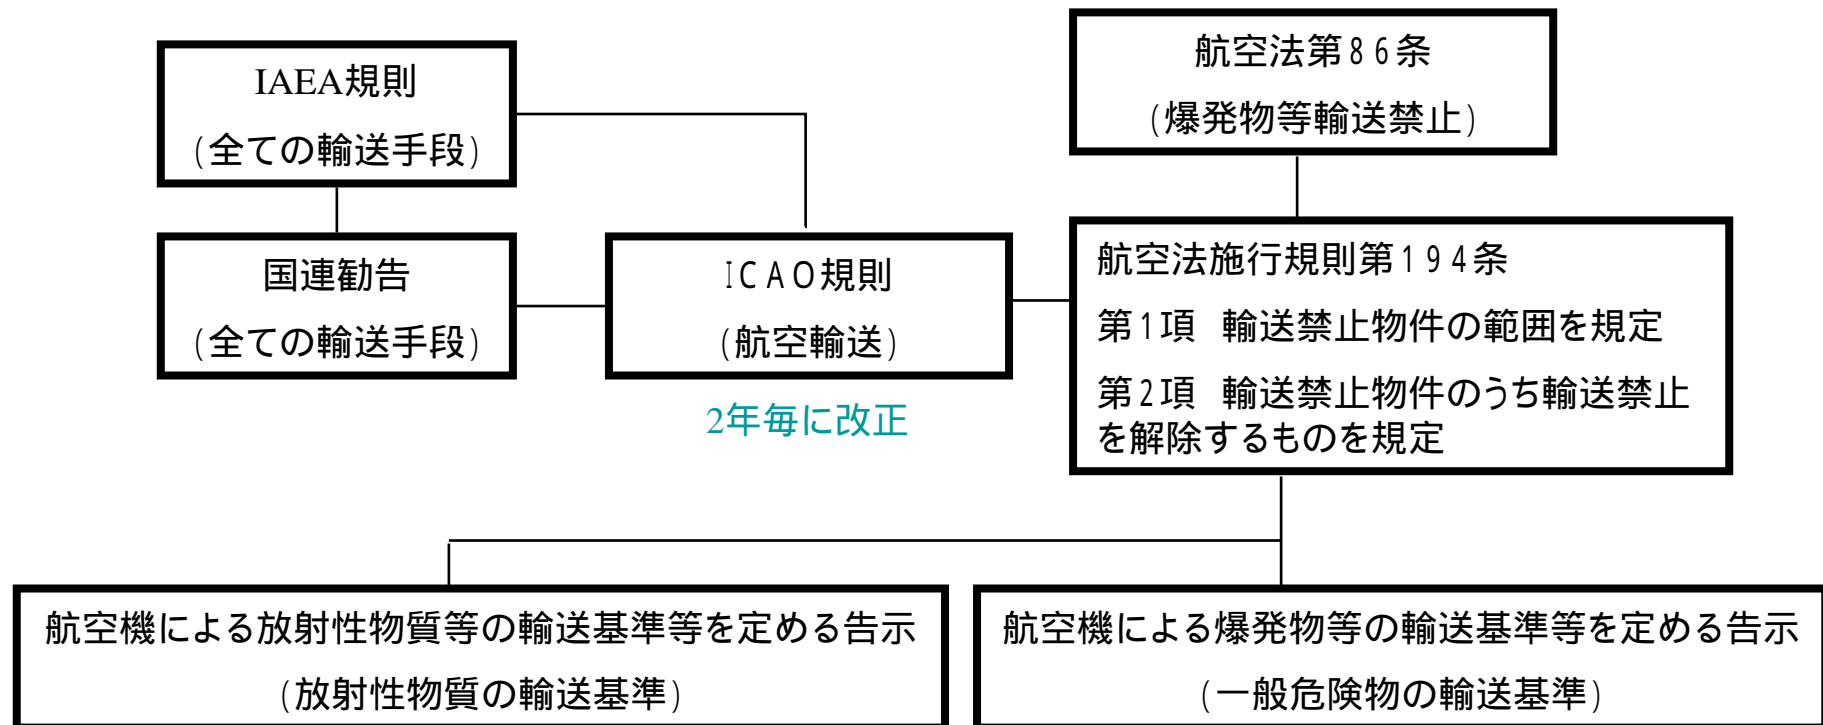 IAEA規則
(全ての輸送手段)
航空法第86条
(爆発物等輸送禁止)
国連勧告
(全ての輸送手段)
ICAO規則
(航空輸送)
2年毎に改正
航空法施行規則第194条
第1項 輸送禁止物件の範囲を規定
第2項 輸送禁止物件のうち輸送禁止
を解除するものを規定
航空機による放射性物質等の輸送基準等を定める告示
(放射性物質の輸送基準)
航空機による爆発物等の輸送基準等を定める告示
(一般危険物の輸送基準)